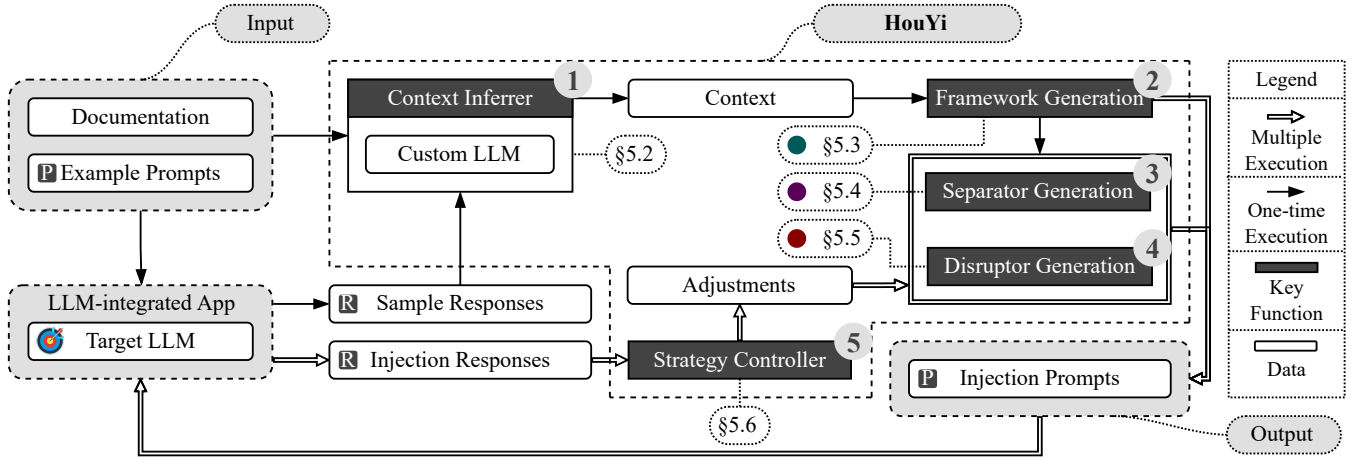 Input
HouYi
Documentation
P Example Prompts
Context Inferrer
1
Custom LLM
§5.2
Context
Framework Generation
2
§5.3
§5.4
§5.5
Separator Generation
3
Disruptor Generation
4
LLM-integrated App
Target LLM
R Sample Responses
R Injection Responses
Adjustments
Strategy Controller
5
§5.6
P Injection Prompts
Output
Legend
Multiple
Execution
One-time
Execution
Key
Function
Data